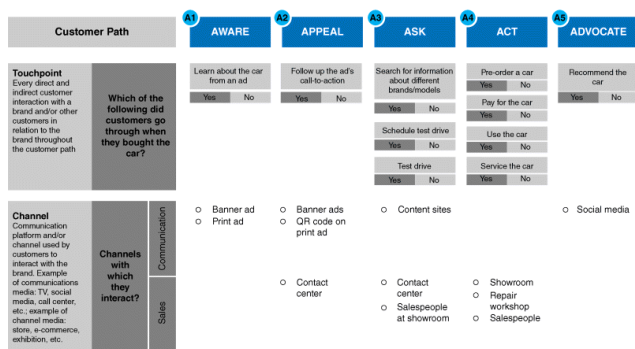 Customer Path
A1
AWARE
A2
APPEAL
A3
ASK
A4
ACT
A5
ADVOCATE
Touchpoint
Every direct and
indirect customer
interaction with a
brand and/or other
customers in
relation to the
brand throughout
the customer path
Which of the
following did
customers go
through when
they bought the
car?
Learn about the car
from an ad
Yes No
Follow up the ad's
call-to-action
Yes No
Search for information
about different
brands/models
Yes No
Schedule test drive
Yes No
Test drive
Yes No
Pre-order a car
Yes No
Pay for the car
Yes No
Use the car
Yes No
Service the car
Yes No
Recommend the
car
Yes No
Channel
Communication
platform and/or
channel used by
customers to
interact with the
brand. Example
of communications
media: TV, social
media, call center,
etc.; example of
channel media:
store, e-commerce,
exhibition, etc.
Channels
with
which
they
interact?
Communication
Banner ad
Print ad
Banner ads
QR code on
print ad
Content sites
Social media
Sales
Contact
center
Contact
center
Salespeople
at showroom
Showroom
Repair
workshop
Salespeople